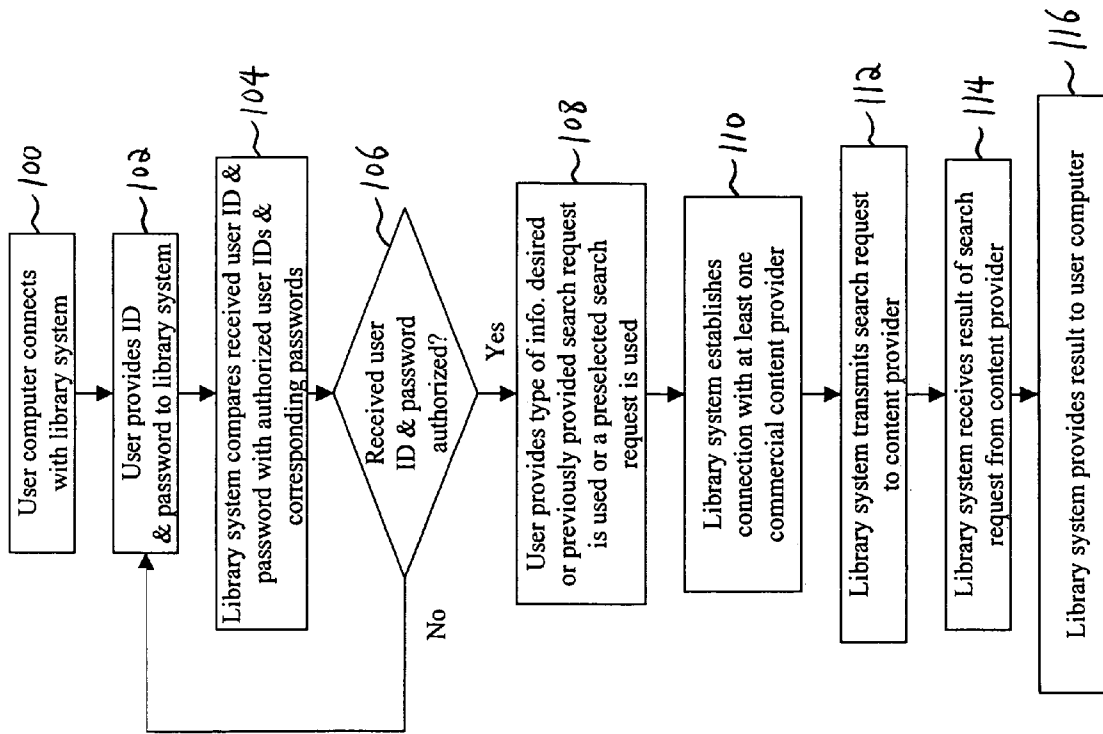 User computer connects
with library system
100
User provides ID
& password to library system
102
Library system compares received user ID &
password with authorized user IDs &
corresponding passwords
104
Received user
ID & password
authorized?
106
No
Yes
User provides type of info. desired
or previously provided search request
is used or a preselected search
request is used
108
Library system establishes
connection with at least one
commercial content provider
110
Library system transmits search request
to content provider
112
Library system receives result of search
request from content provider
114
Library system provides result to user computer
116